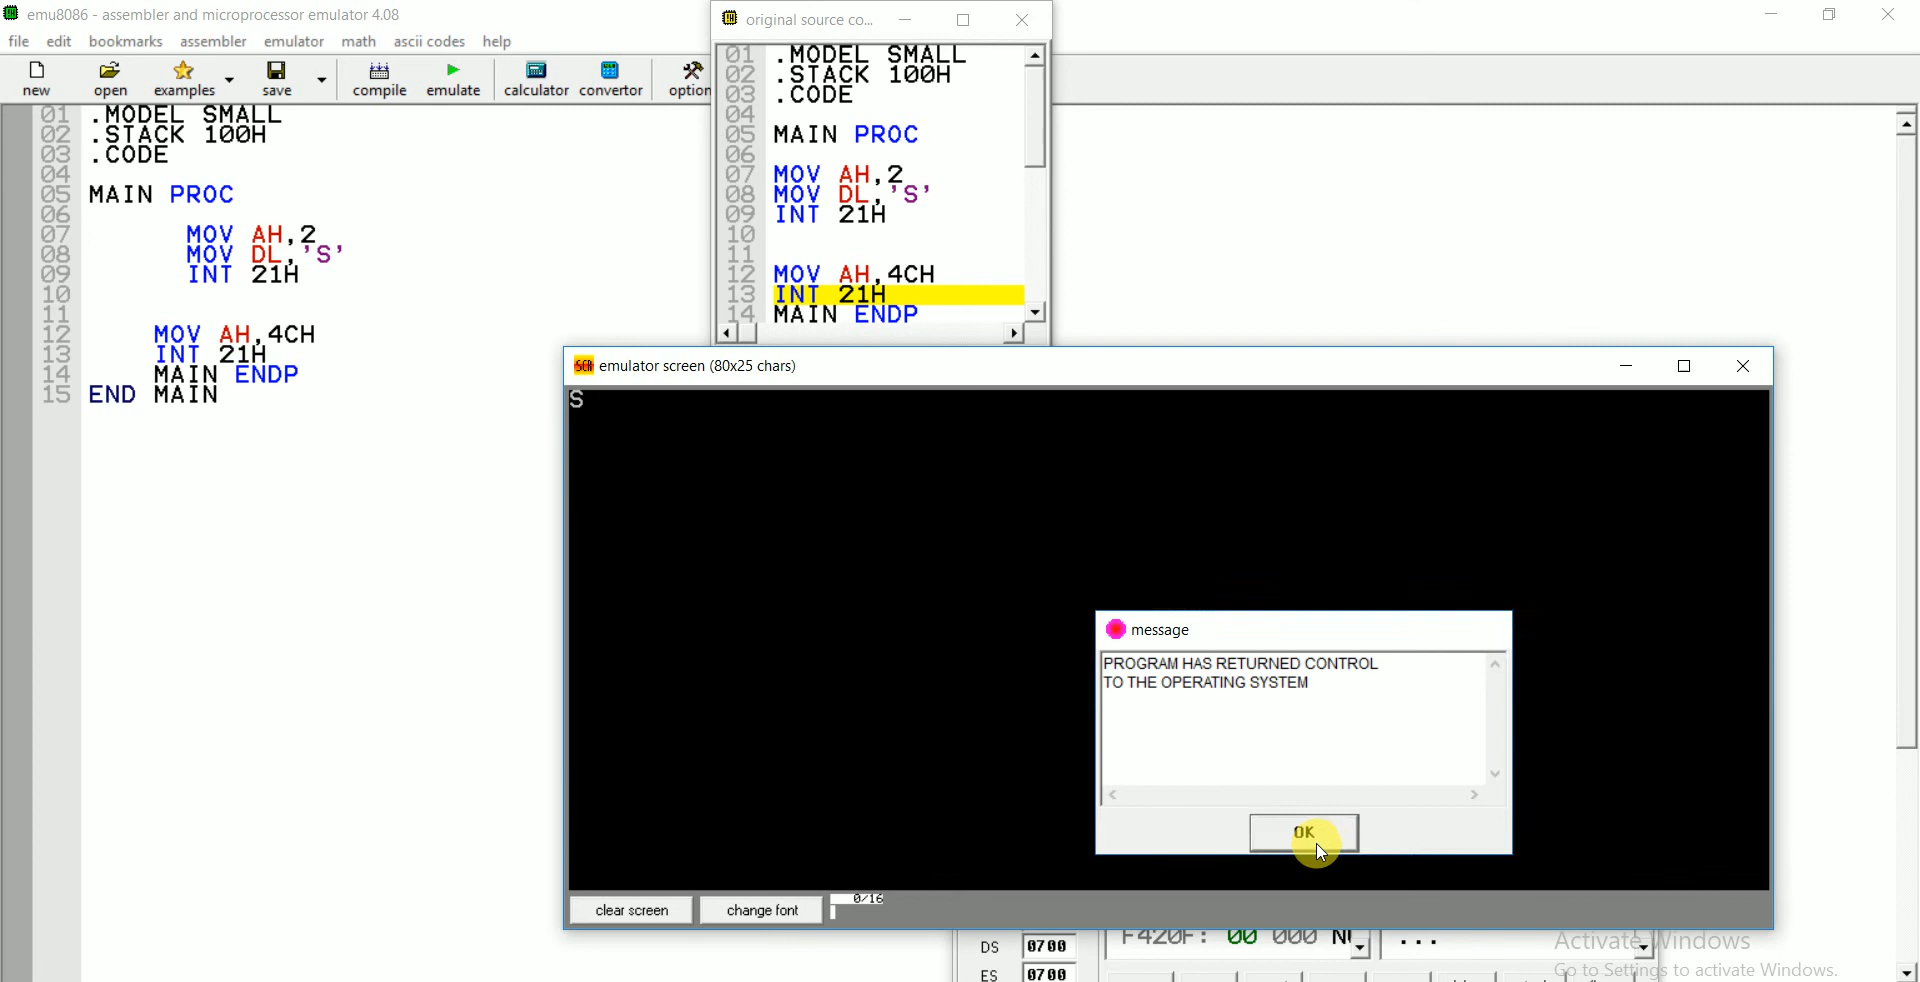 emu8086 - assembler and microprocessor emulator 4.08
file edit bookmarks assembler emulator math ascii codes help
new open examples save compile emulate calculator convertor option
01 .MODEL SMALL
02 .STACK 100H
03 .CODE
04
05 MAIN PROC
06
07 MOV AH,2
08 MOV DL,'S'
09 INT 21H
10
11
12 MOV AH,4CH
13 INT 21H
14 MAIN ENDP
15 END MAIN
original source co...
01 .MODEL SMALL
02 .STACK 100H
03 .CODE
04
05 MAIN PROC
06
07 MOV AH,2
08 MOV DL,'S'
09 INT 21H
10
11
12 MOV AH,4CH
13 INT 21H
14 MAIN ENDP
SCR emulator screen (80x25 chars)
S
message
PROGRAM HAS RETURNED CONTROL
TO THE OPERATING SYSTEM
OK
clear screen change font 0/16
DS 0700 F420F: 00 000 ...
ES 0700
Activate Windows
Go to Settings to activate Windows.